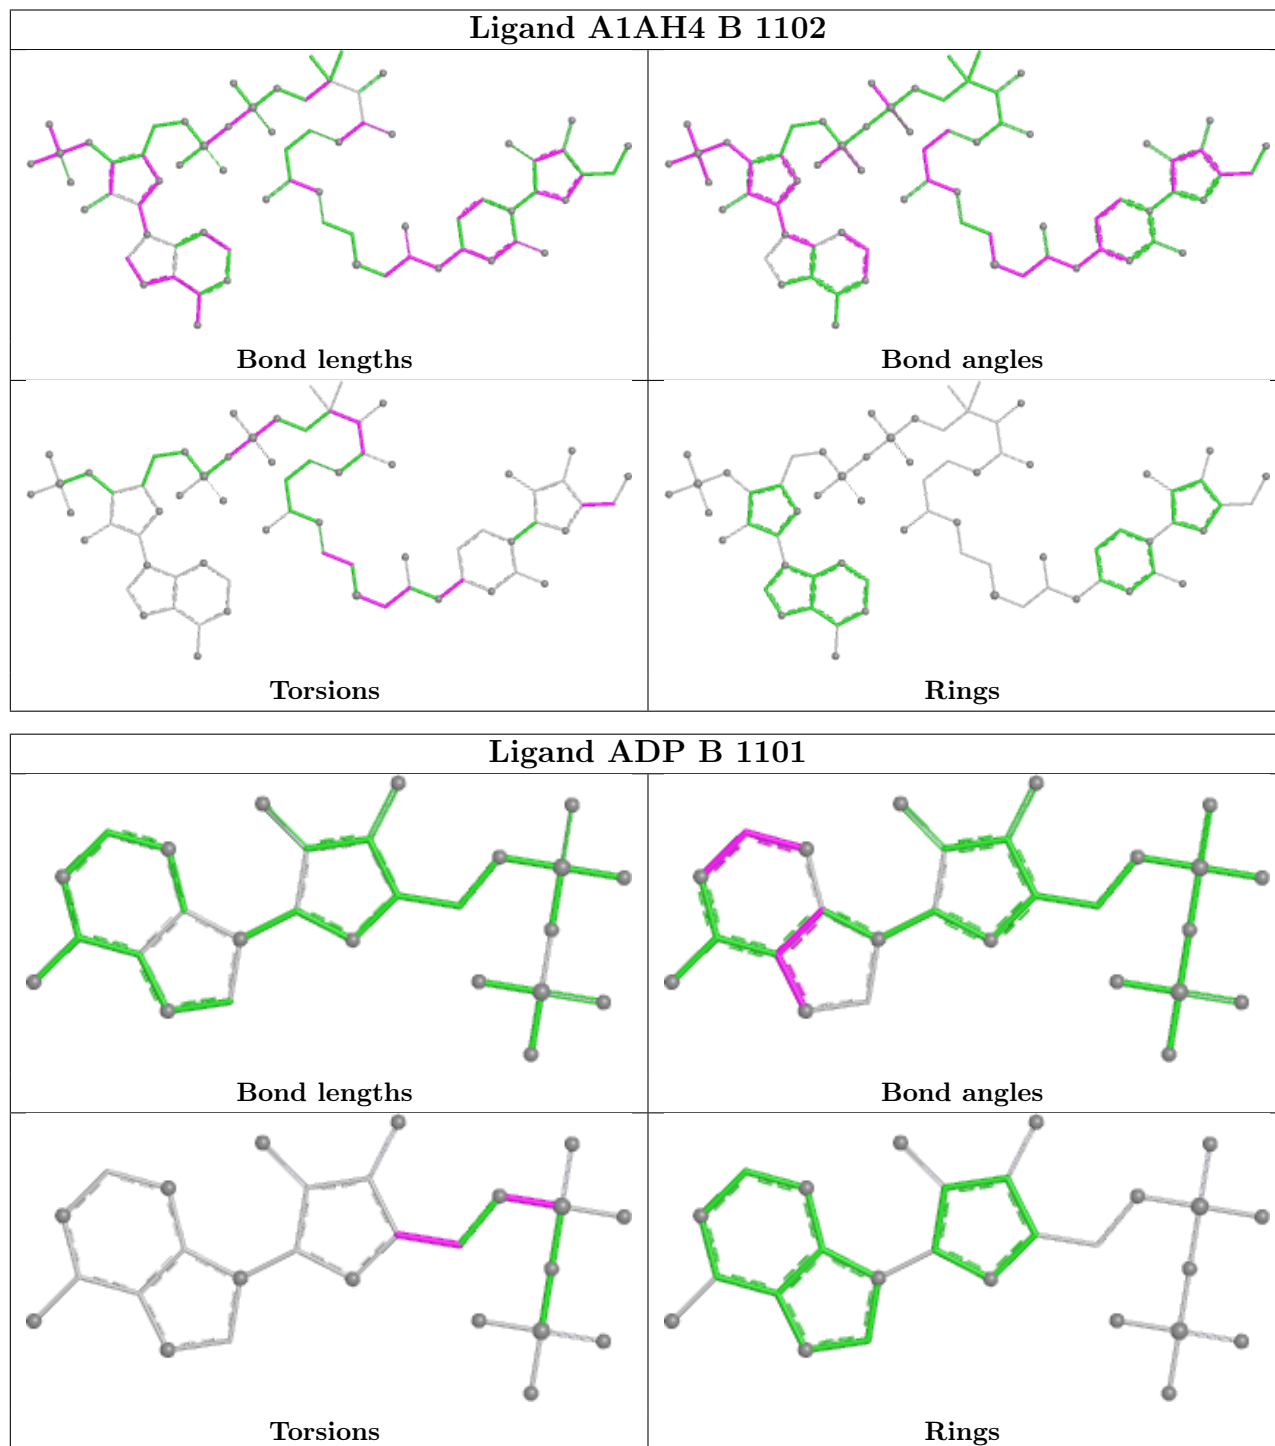 Ligand A1AH4 B 1102
Bond lengths
Bond angles
Torsions
Rings
Ligand ADP B 1101
Bond lengths
Bond angles
Torsions
Rings